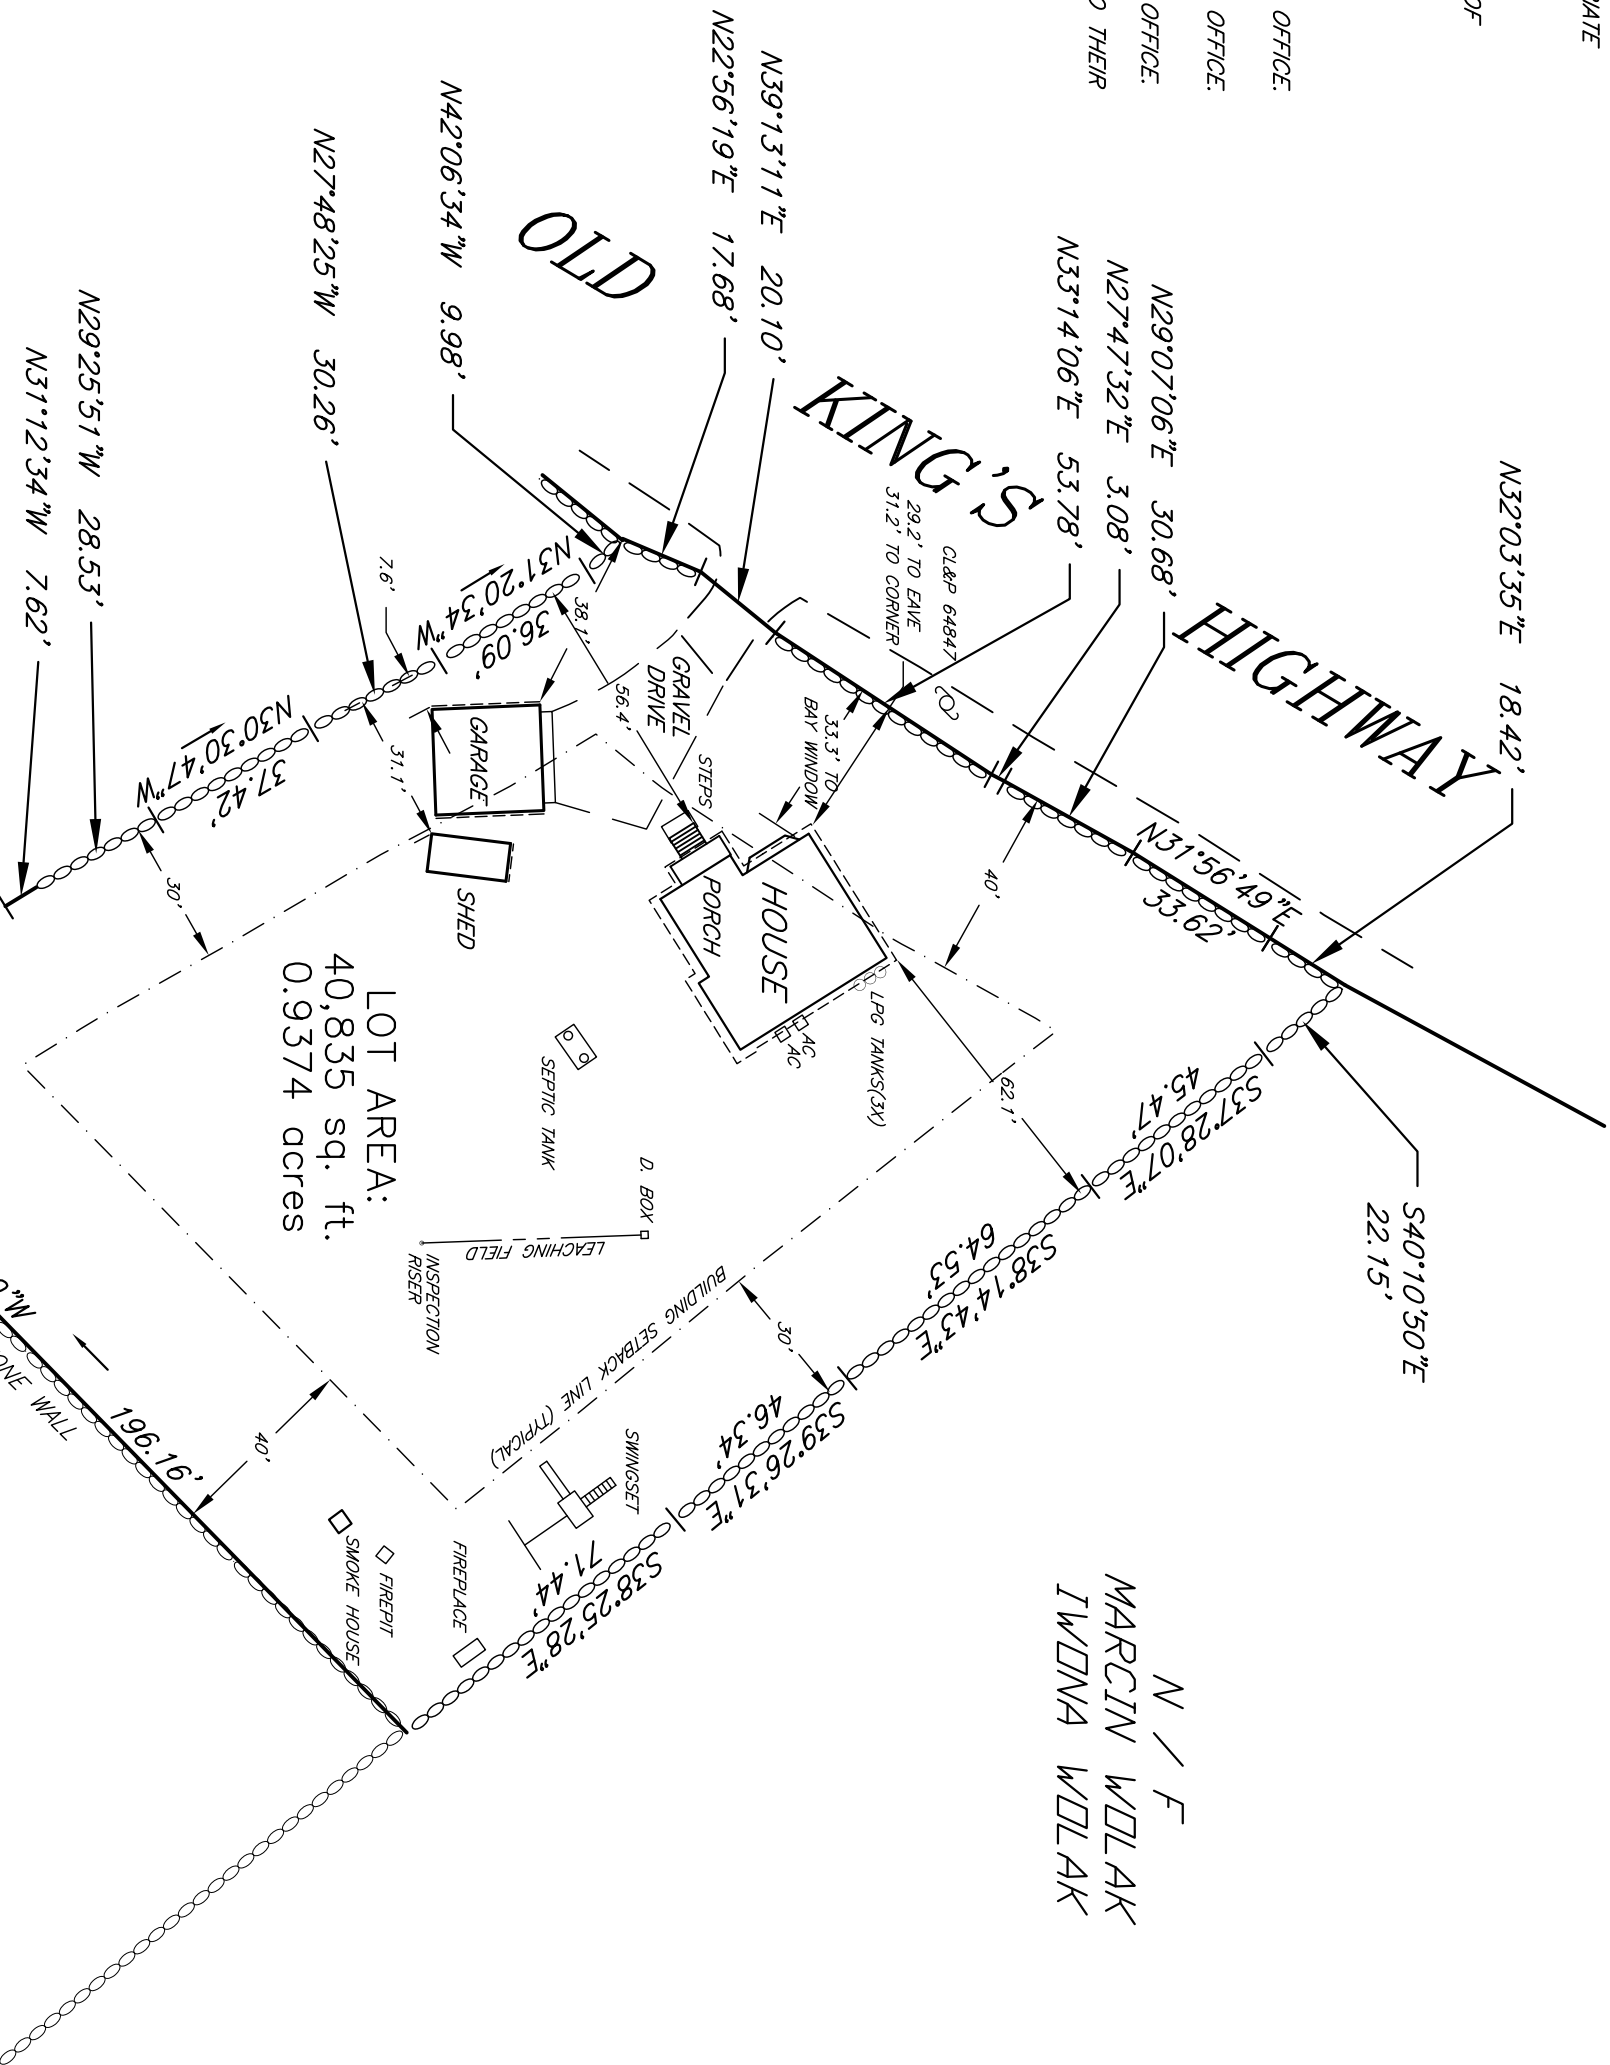 IATE
OF
OFFICE.
OFFICE.
OFFICE.
O THEIR
N32°03'35"E 18.42'
N29°07'06"E 30.68'
N27°47'32"E 3.08'
N33°14'06"E 53.78'
N39°13'11"E 20.10'
N22°56'19"E 17.68'
N42°06'34"W 9.98'
N27°48'25"W 30.26'
N29°25'51"W 28.53'
N31°12'34"W 7.62'
OLD KING'S HIGHWAY
CL&P 64847
29.2' TO EAVE
31.2' TO CORNER
N31°56'49"E
33.62'
S40°10'50"E
22.15'
S37°28'07"E
45.47'
S38°14'43"E
64.53'
S39°26'31"E
46.34'
S38°25'28"E
71.44'
N31°20'34"W
36.09'
N30°30'47"W
37.42'
7.6'
38.1'
56.4'
31.1'
30'
33.3' TO
BAY WINDOW
40'
62.1'
30'
40'
GRAVEL
DRIVE
STEPS
GARAGE
SHED
HOUSE
PORCH
LPG TANKS(3X)
AC
AC
SEPTIC TANK
D. BOX
LEACHING FIELD
INSPECTION
RISER
BUILDING SETBACK LINE (TYPICAL)
LOT AREA:
40,835 sq. ft.
0.9374 acres
SWINGSET
FIREPLACE
FIREPIT
SMOKE HOUSE
196.16'
"W
ONE WALL
N / F
MARCIN WOLAK
IWONA WOLAK